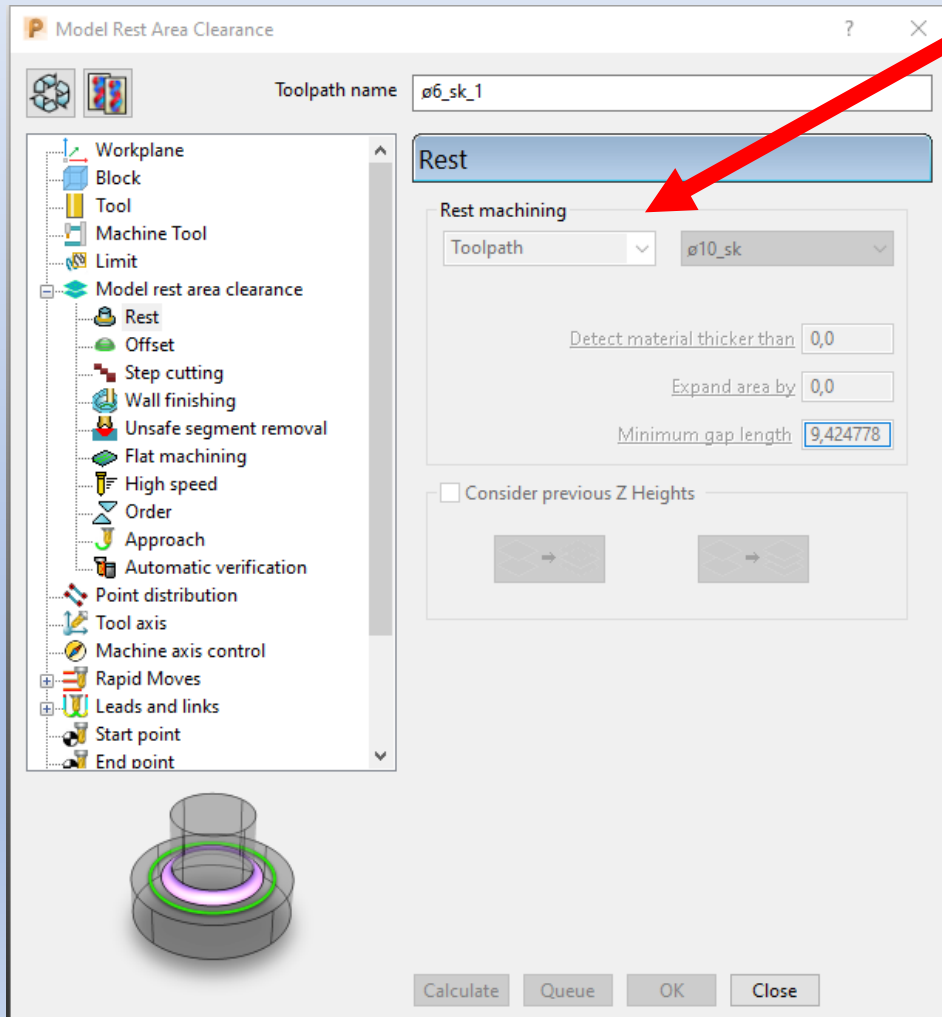 Model Rest Area Clearance
Toolpath name ø6_sk_1
Workplane
Block
Tool
Machine Tool
Limit
Model rest area clearance
Rest
Offset
Step cutting
Wall finishing
Unsafe segment removal
Flat machining
High speed
Order
Approach
Automatic verification
Point distribution
Tool axis
Machine axis control
Rapid Moves
Leads and links
Start point
End point
Rest
Rest machining
Toolpath ø10_sk
Detect material thicker than 0,0
Expand area by 0,0
Minimum gap length 9,424778
Consider previous Z Heights
Calculate Queue OK Close